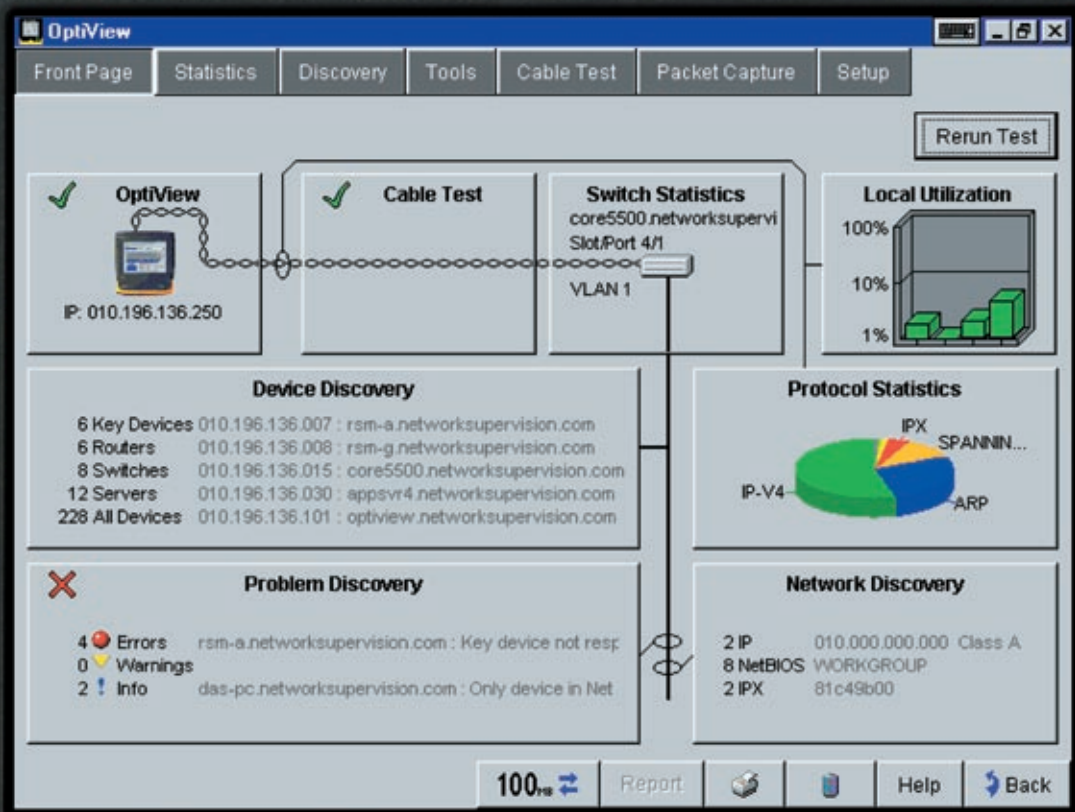 OptiView
Front Page Statistics Discovery Tools Cable Test Packet Capture Setup
Rerun Test
OptiView
IP: 010.196.136.250
Cable Test
Switch Statistics
core5500.networksupervi
Slot/Port 4/1
VLAN 1
Local Utilization
100%
10%
1%
Device Discovery
6 Key Devices 010.196.136.007 : rsm-a.networksupervision.com
6 Routers 010.196.136.008 : rsm-g.networksupervision.com
8 Switches 010.196.136.015 : core5500.networksupervision.com
12 Servers 010.196.136.030 : appsvr4.networksupervision.com
228 All Devices 010.196.136.101 : optiview.networksupervision.com
Protocol Statistics
IPX
SPANNIN...
IP-V4
ARP
Problem Discovery
4 Errors rsm-a.networksupervision.com : Key device not resp
0 Warnings
2 Info das-pc.networksupervision.com : Only device in Net
Network Discovery
2 IP 010.000.000.000 Class A
8 NetBIOS WORKGROUP
2 IPX 81c49b00
100MB Report Help Back